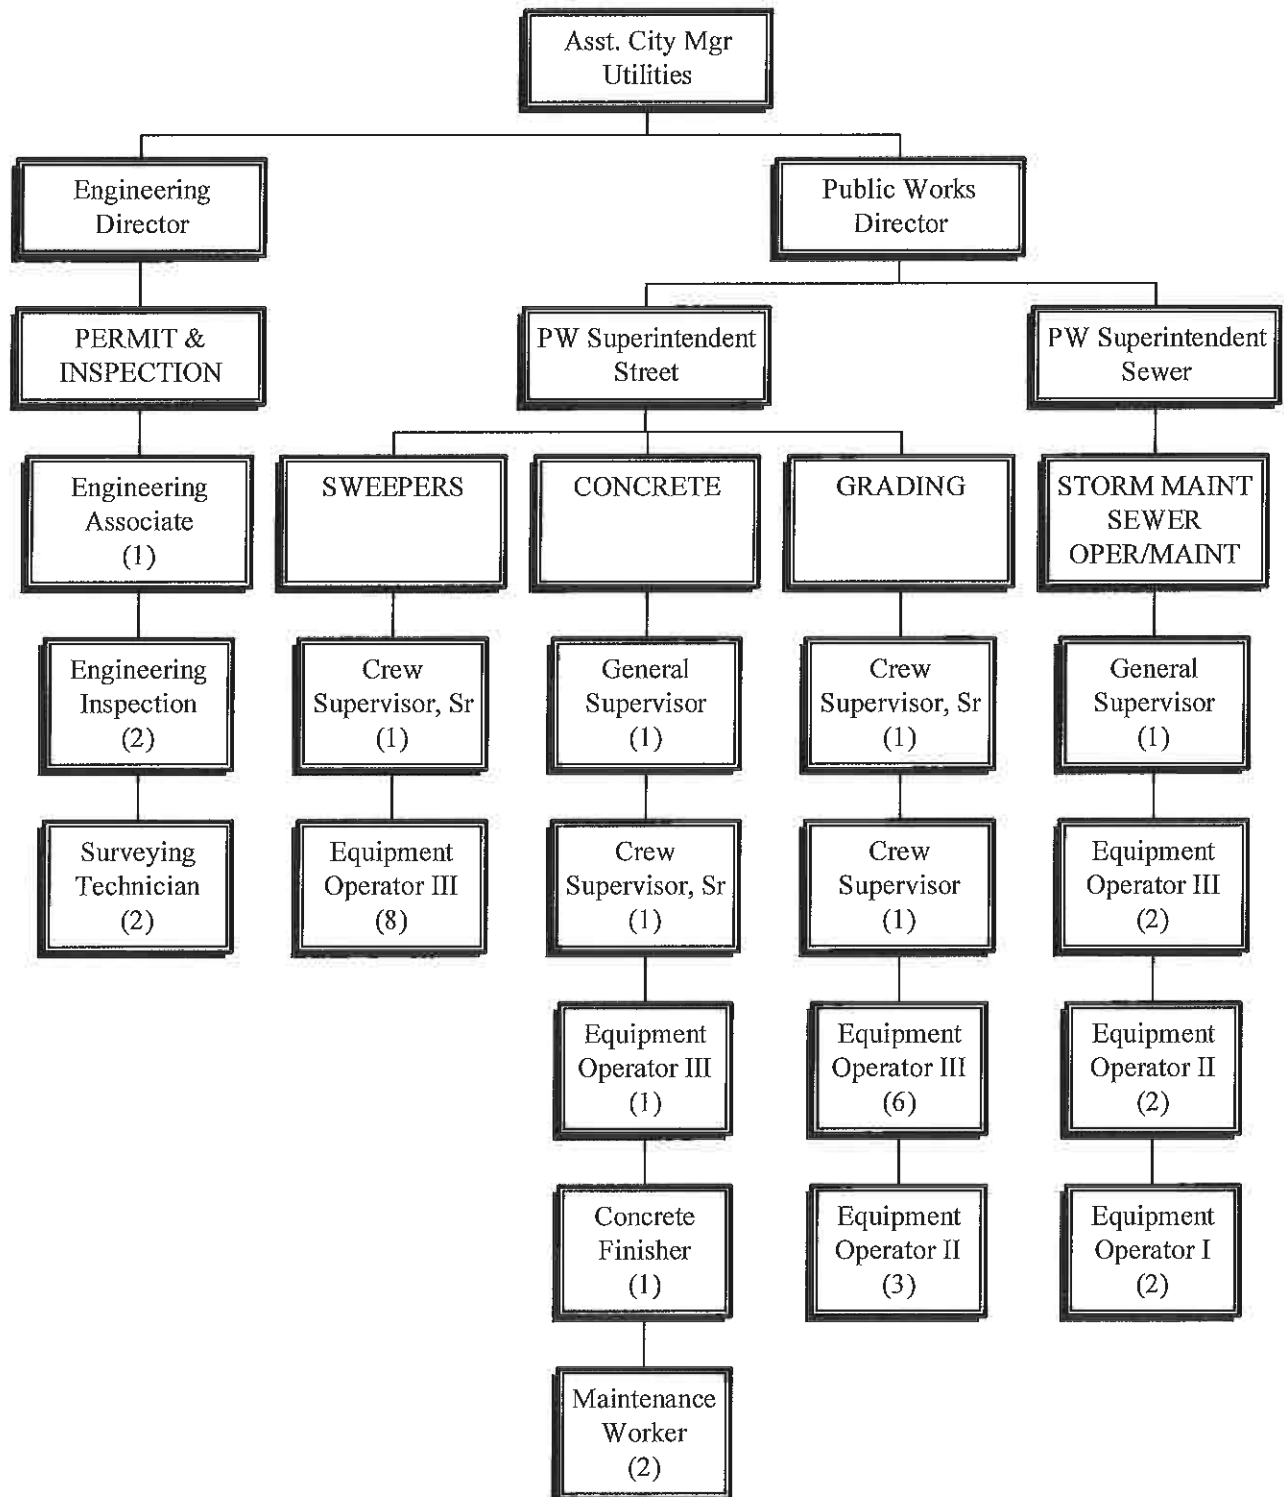 Asst. City Mgr
Utilities
Engineering
Director
Public Works
Director
PERMIT &
INSPECTION
PW Superintendent
Street
PW Superintendent
Sewer
Engineering
Associate
(1)
SWEEPERS
CONCRETE
GRADING
STORM MAINT
SEWER
OPER/MAINT
Engineering
Inspection
(2)
Crew
Supervisor, Sr
(1)
General
Supervisor
(1)
Crew
Supervisor, Sr
(1)
General
Supervisor
(1)
Surveying
Technician
(2)
Equipment
Operator III
(8)
Crew
Supervisor, Sr
(1)
Crew
Supervisor
(1)
Equipment
Operator III
(2)
Equipment
Operator III
(1)
Equipment
Operator III
(6)
Equipment
Operator II
(2)
Concrete
Finisher
(1)
Equipment
Operator II
(3)
Equipment
Operator I
(2)
Maintenance
Worker
(2)